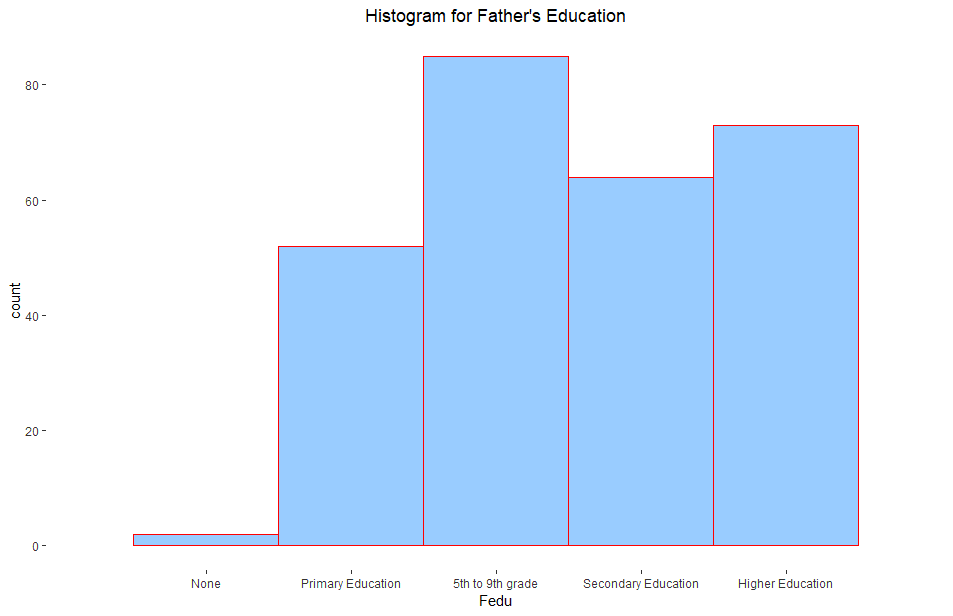 Histogram for Father's Education
count
80
60
40
20
0
None Primary Education 5th to 9th grade Secondary Education Higher Education
Fedu